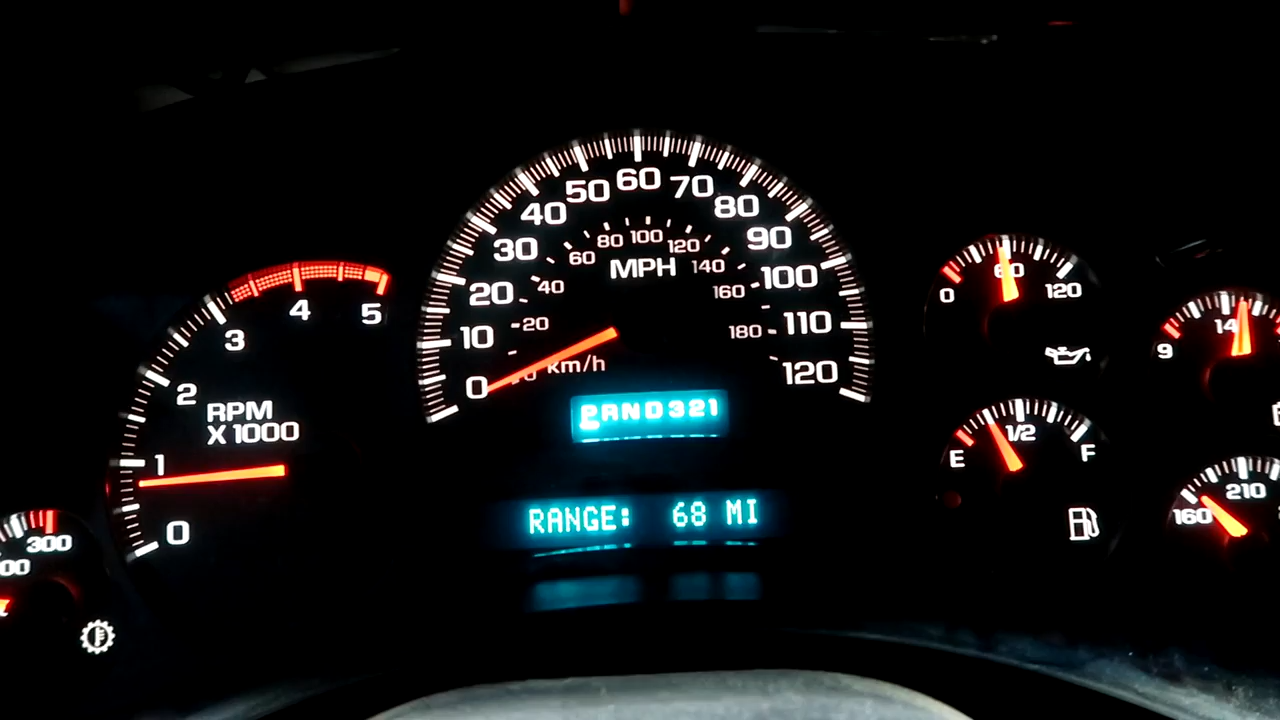 0 10 20 30 40 50 60 70 80 90 100 110 120
20 40 60 80 100 120 140 160 180
MPH
km/h
PRND321
RANGE: 68 MI
0 1 2 3 4 5
RPM
X 1000
300
0 60 120
9 14
E 1/2 F
160 210